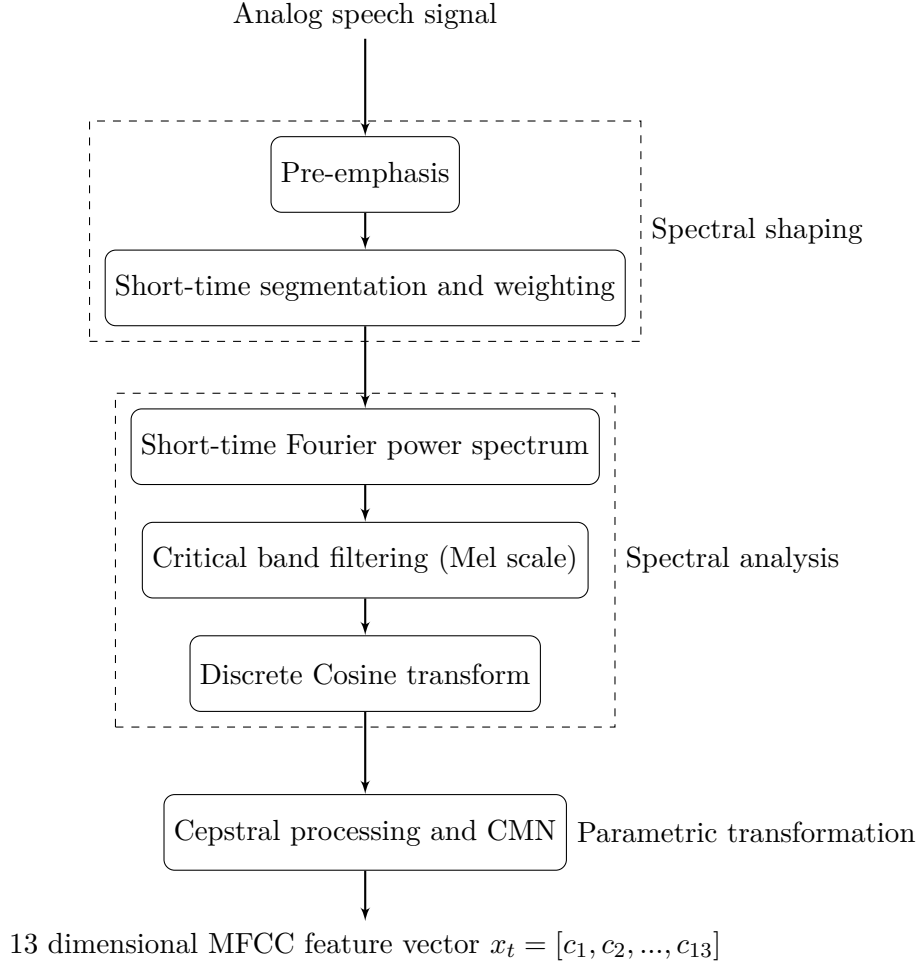 Analog speech signal
Pre-emphasis
Spectral shaping
Short-time segmentation and weighting
Short-time Fourier power spectrum
Critical band filtering (Mel scale)
Spectral analysis
Discrete Cosine transform
Cepstral processing and CMN
Parametric transformation
13 dimensional MFCC feature vector $x_t = [c_1, c_2, ..., c_{13}]$